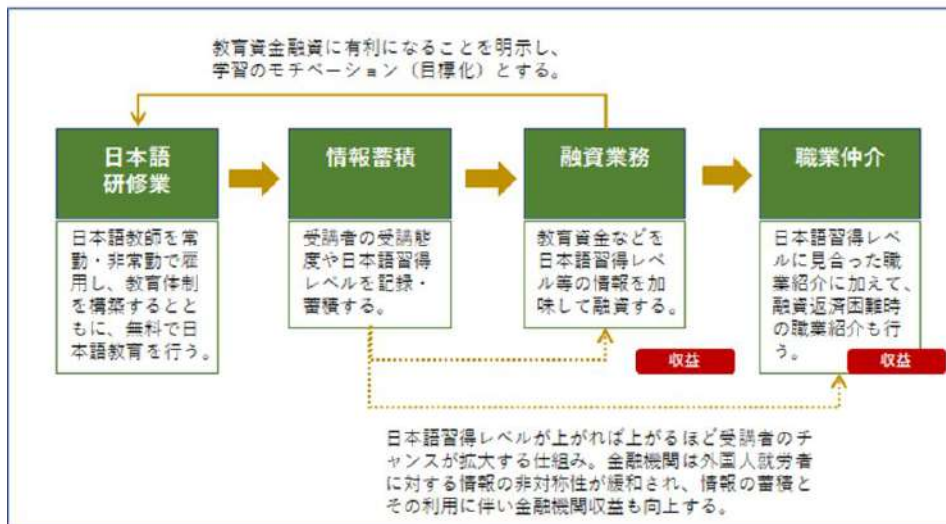 教育資金融資に有利になることを明示し、
学習のモチベーション（目標化）とする。
日本語
研修業
情報蓄積
融資業務
職業仲介
日本語教師を常
勤・非常勤で雇
用し、教育体制
を構築するとと
もに、無料で日
本語教育を行う。
受講者の受講態
度や日本語習得
レベルを記録・
蓄積する。
教育資金などを
日本語習得レベ
ル等の情報を加
味して融資する。
日本語習得レベ
ルに見合った職
業紹介に加えて、
融資返済困難時
の職業紹介も行
う。
収益
収益
日本語習得レベルが上がれば上がるほど受講者のチ
ャンスが拡大する仕組み。金融機関は外国人就労者
に対する情報の非対称性が緩和され、情報の蓄積と
その利用に伴い金融機関収益も向上する。